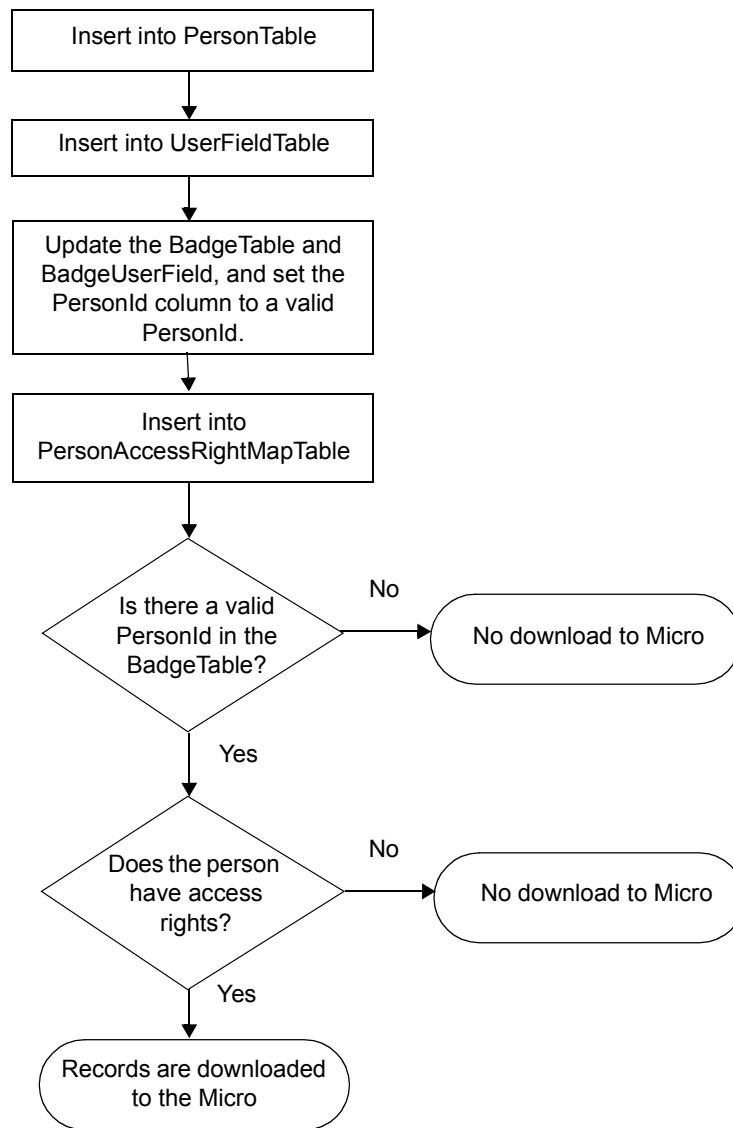 Insert into PersonTable
Insert into UserFieldTable
Update the BadgeTable and
BadgeUserField, and set the
PersonId column to a valid
PersonId.
Insert into
PersonAccessRightMapTable
Is there a valid
PersonId in the
BadgeTable?
No
No download to Micro
Yes
Does the person
have access
rights?
No
No download to Micro
Yes
Records are downloaded
to the Micro